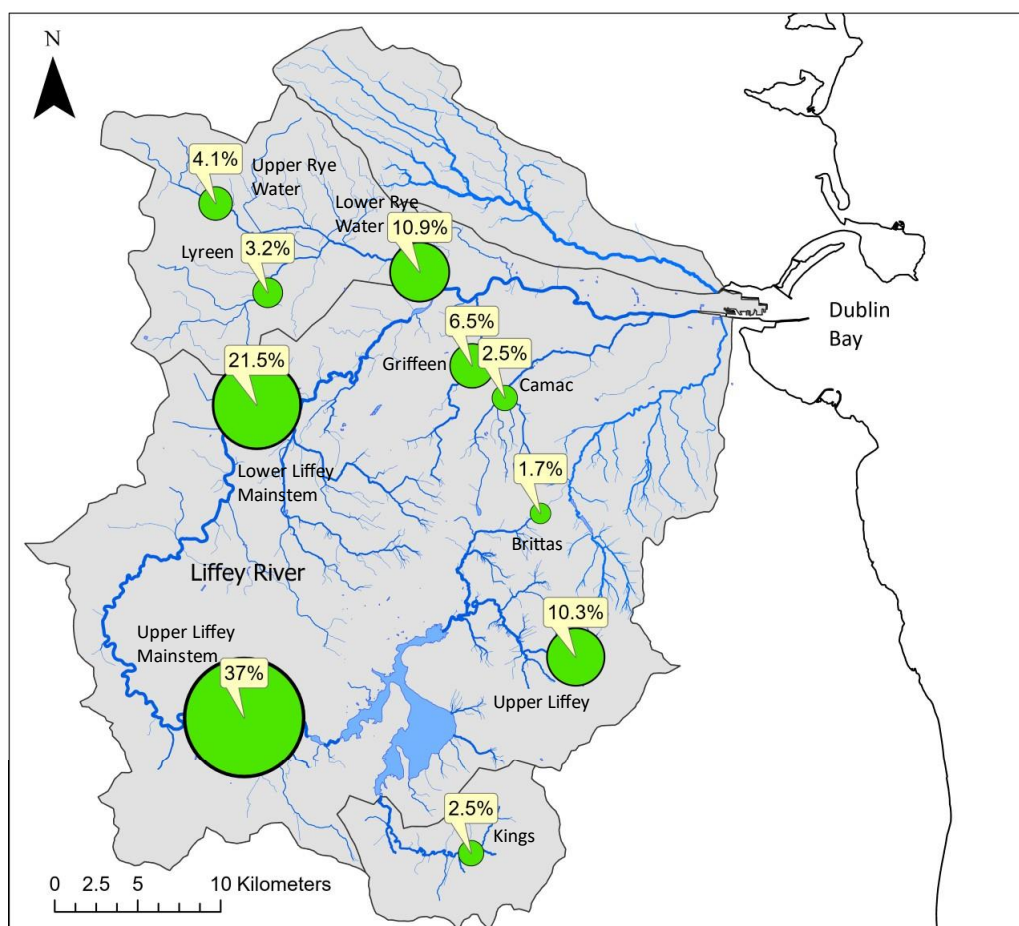 N
4.1%
Upper Rye
Water
Lower Rye
Water
10.9%
Lyreen
3.2%
6.5%
Griffeen
2.5%
Camac
Dublin
Bay
21.5%
Lower Liffey
Mainstem
1.7%
Brittas
Liffey River
Upper Liffey
Mainstem
37%
10.3%
Upper Liffey
2.5%
Kings
0 2.5 5 10 Kilometers